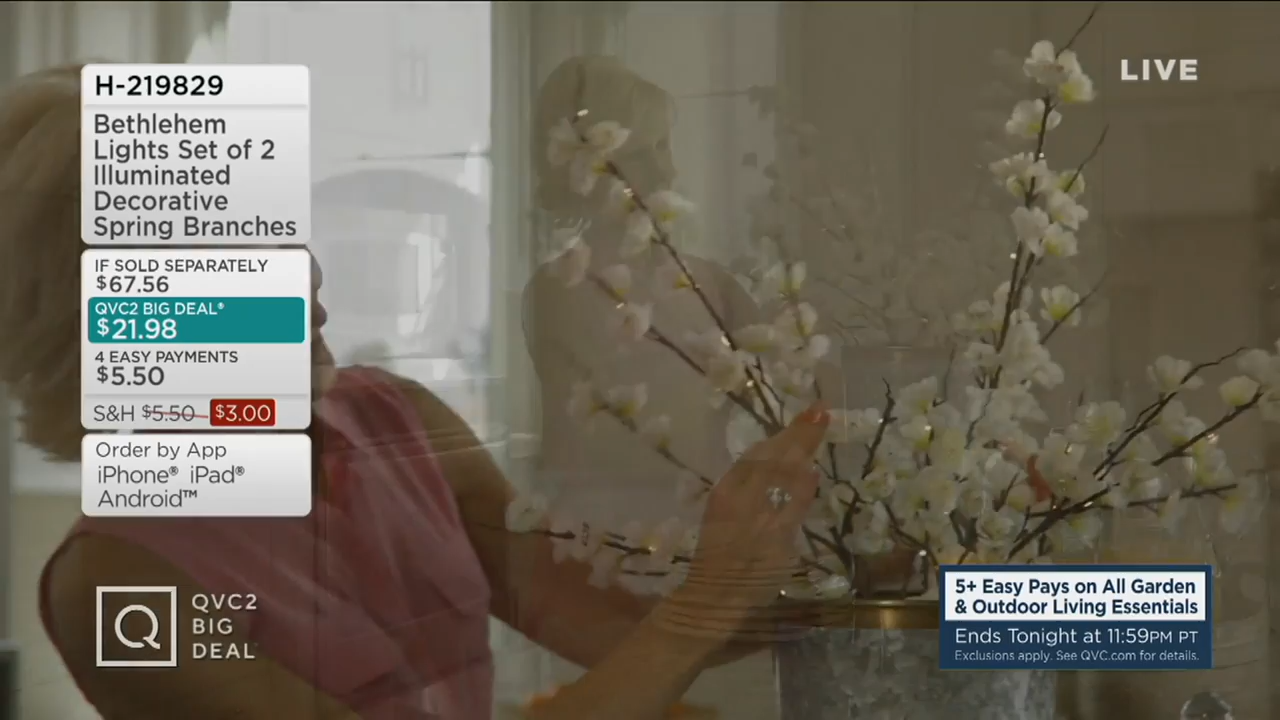 H-219829
Bethlehem
Lights Set of 2
Illuminated
Decorative
Spring Branches
IF SOLD SEPARATELY
$67.56
QVC2 BIG DEAL®
$21.98
4 EASY PAYMENTS
$5.50
S&H $5.50 $3.00
Order by App
iPhone® iPad®
Android™
LIVE
Q
QVC2
BIG
DEAL
5+ Easy Pays on All Garden
& Outdoor Living Essentials
Ends Tonight at 11:59PM PT
Exclusions apply. See QVC.com for details.